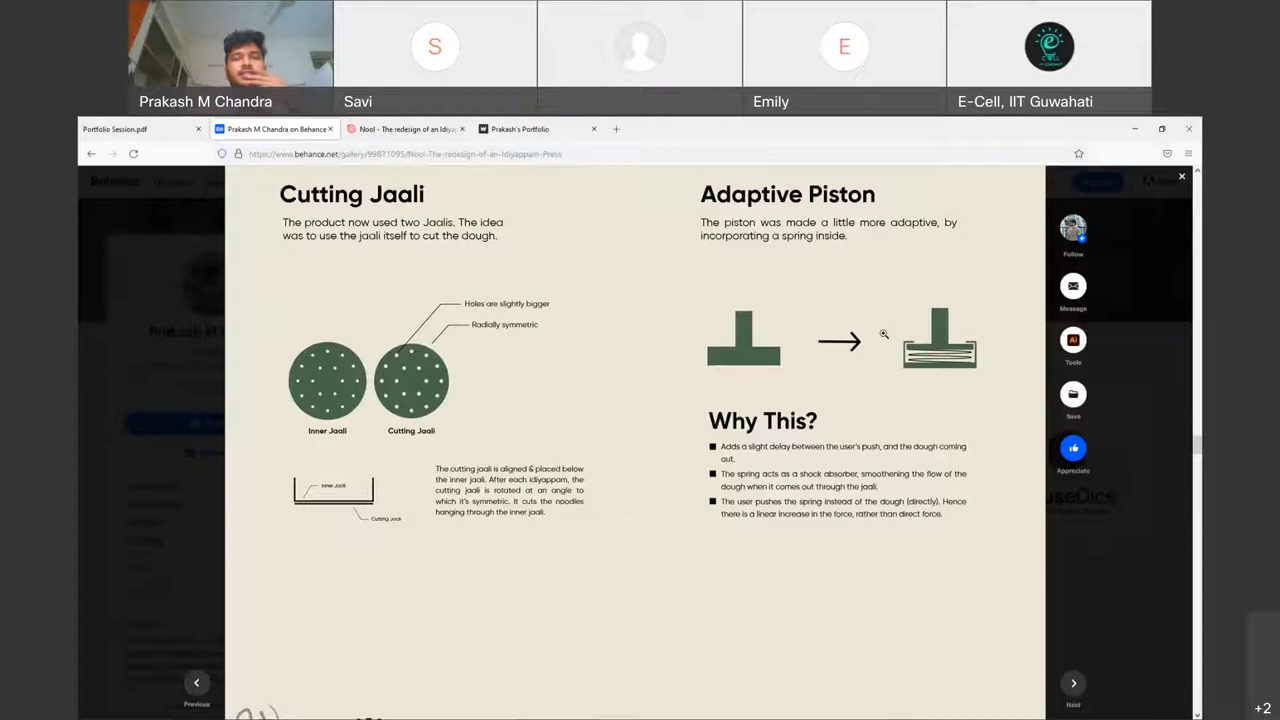 S
E
e
CELL
Prakash M Chandra
Savi
Emily
E-Cell, IIT Guwahati
Portfolio Session.pdf
Bē
Prakash M Chandra on Behance
Nool - The redesign of an Idiyap
Prakash's Portfolio
https://www.behance.net/gallery/99871095/Nool-The-redesign-of-an-Idiyappam-Press
Behance
Cutting Jaali
The product now used two Jaalis. The idea
was to use the jaali itself to cut the dough.
Holes are slightly bigger
Radially symmetric
Inner Jaali
Cutting Jaali
Inner Jaali
Cutting Jaali
The cutting jaali is aligned & placed below
the inner jaali. After each idiyappam, the
cutting jaali is rotated at an angle to
which it's symmetric. It cuts the noodles
hanging through the inner jaali.
Adaptive Piston
The piston was made a little more adaptive, by
incorporating a spring inside.
Why This?
Adds a slight delay between the user's push, and the dough coming
out.
The spring acts as a shock absorber, smoothening the flow of the
dough when it comes out through the jaali.
The user pushes the spring instead of the dough (directly). Hence
there is a linear increase in the force, rather than direct force.
Follow
Message
Ai
Tools
Save
Appreciate
Previous
Next
+2